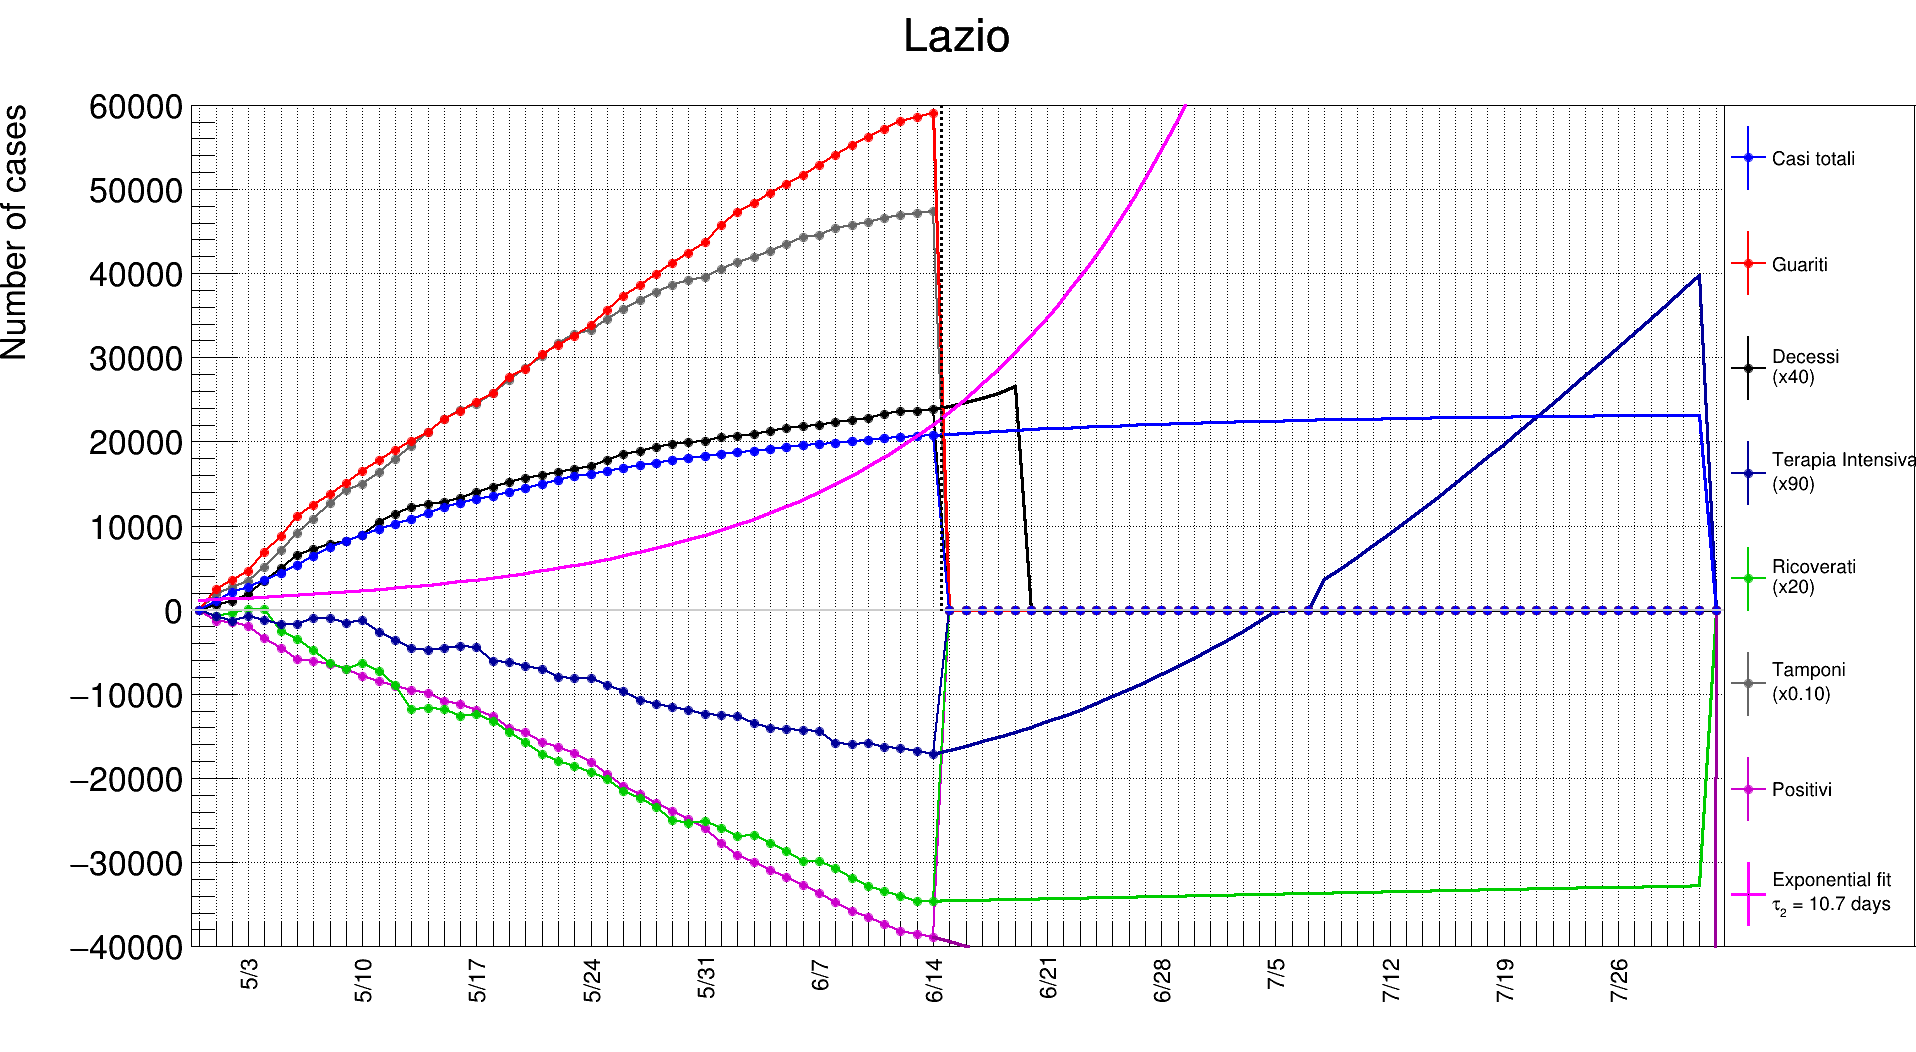 Lazio
Number of cases
60000
50000
40000
30000
20000
10000
0
−10000
−20000
−30000
−40000
5/3
5/10
5/17
5/24
5/31
6/7
6/14
6/21
6/28
7/5
7/12
7/19
7/26
Casi totali
Guariti
Decessi
(x40)
Terapia Intensiva
(x90)
Ricoverati
(x20)
Tamponi
(x0.10)
Positivi
Exponential fit
τ2 = 10.7 days